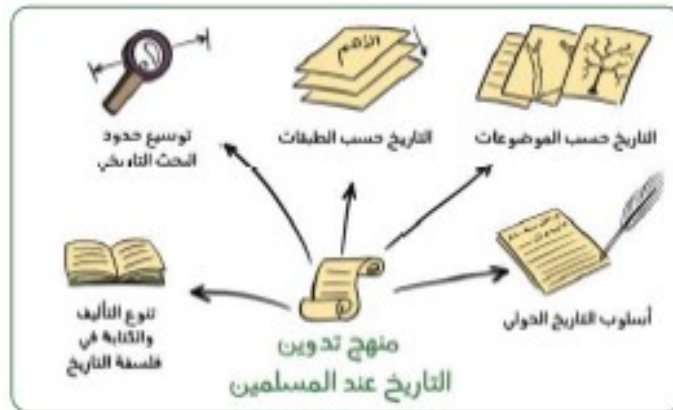 التاريخ حسب الموضوعات
الأهم
التاريخ حسب الطبقات
توسيع حدود
البحث التاريخي
أسلوب التاريخ الحولي
تنوع التأليف
والكتابة في
فلسفة التاريخ
منهج تدوين
التاريخ عند المسلمين